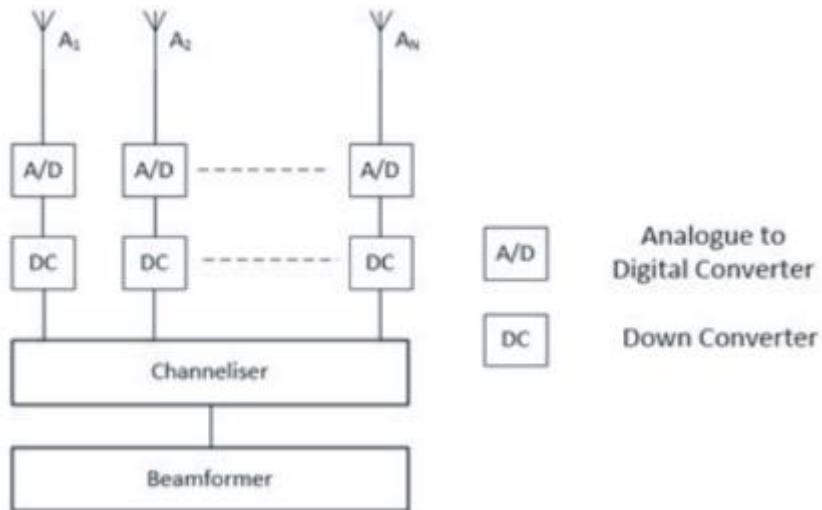 A₁ A₂ Aₙ
A/D A/D A/D
DC DC DC
Channeliser
Beamformer
A/D Analogue to
Digital Converter
DC Down Converter